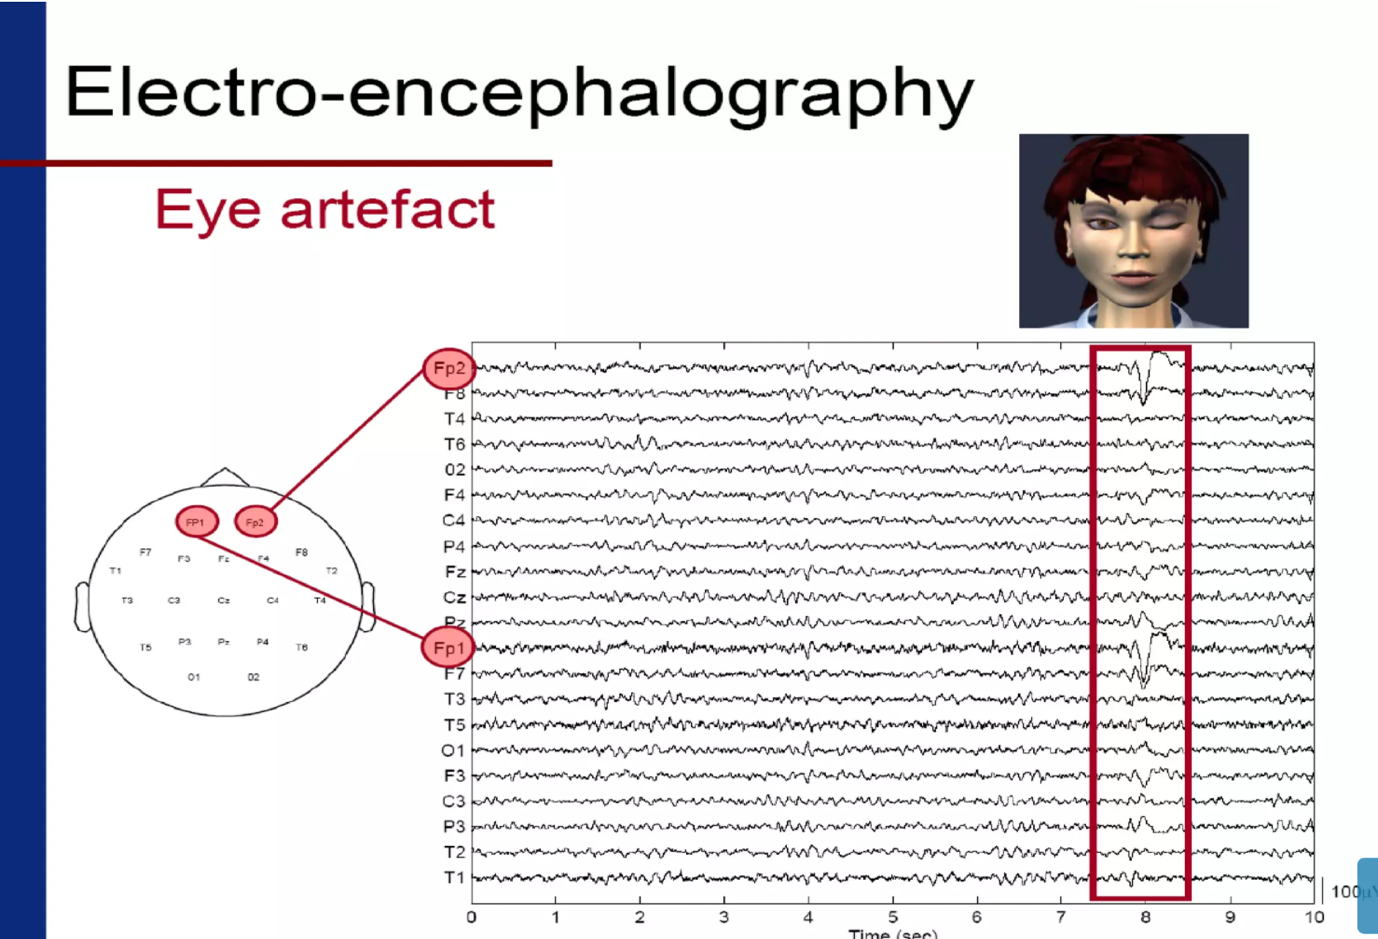 Electro-encephalography
Eye artefact
Fp2
F8
T4
T6
02
F4
C4
P4
Fz
Cz
Pz
Fp1
F7
T3
T5
O1
F3
C3
P3
T2
T1
FP1 Fp2
F7 F3 Fz F4 F8
T1 T2
T3 C3 Cz C4 T4
T5 P3 Pz P4 T6
O1 02
0 1 2 3 4 5 6 7 8 9 10
Time (sec)
100µV